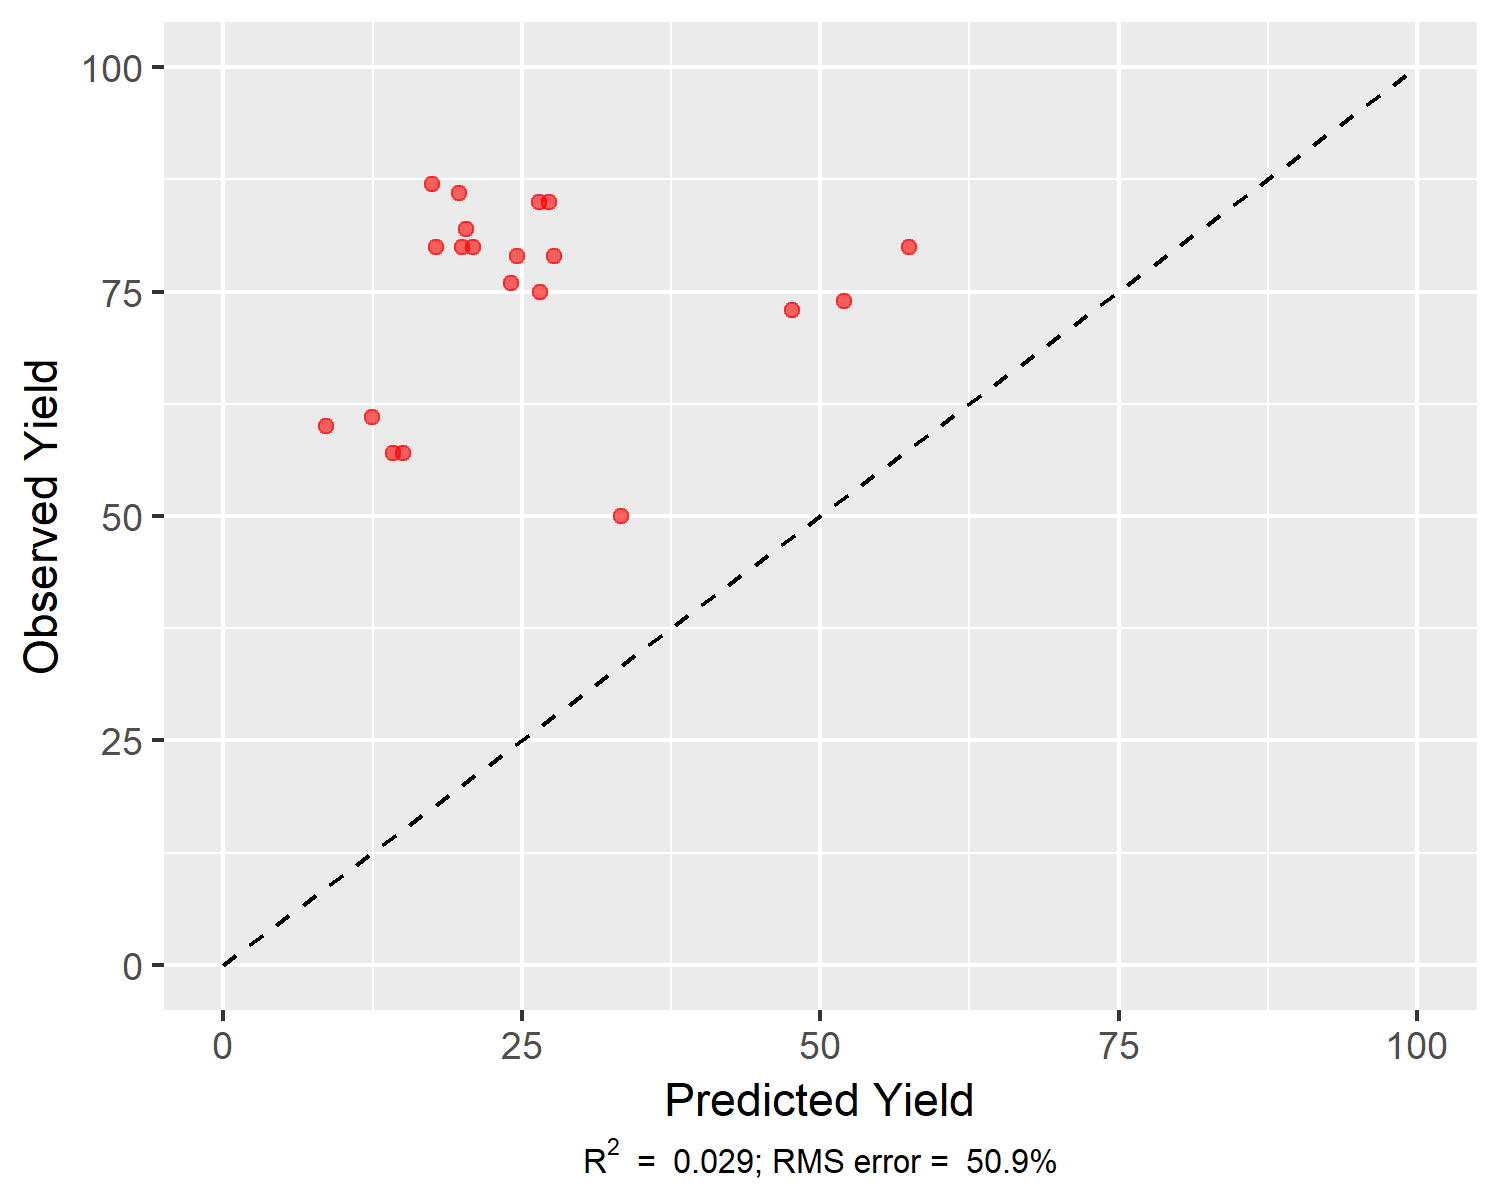 100
75
50
25
0
Observed Yield
0 25 50 75 100
Predicted Yield
R² = 0.029; RMS error = 50.9%